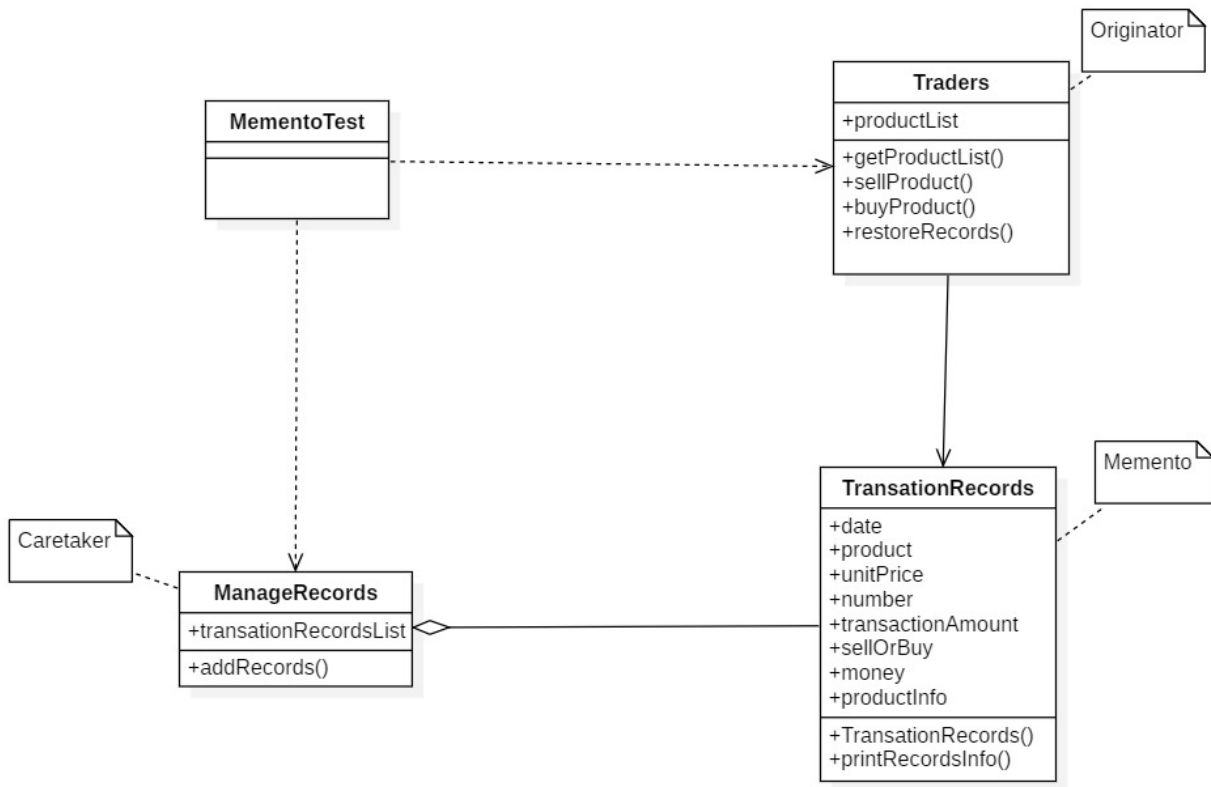 Originator
Traders
+productList
+getProductList()
+sellProduct()
+buyProduct()
+restoreRecords()
MementoTest
Memento
TransationRecords
+date
+product
+unitPrice
+number
+transactionAmount
+sellOrBuy
+money
+productInfo
+TransationRecords()
+printRecordsInfo()
Caretaker
ManageRecords
+transationRecordsList
+addRecords()